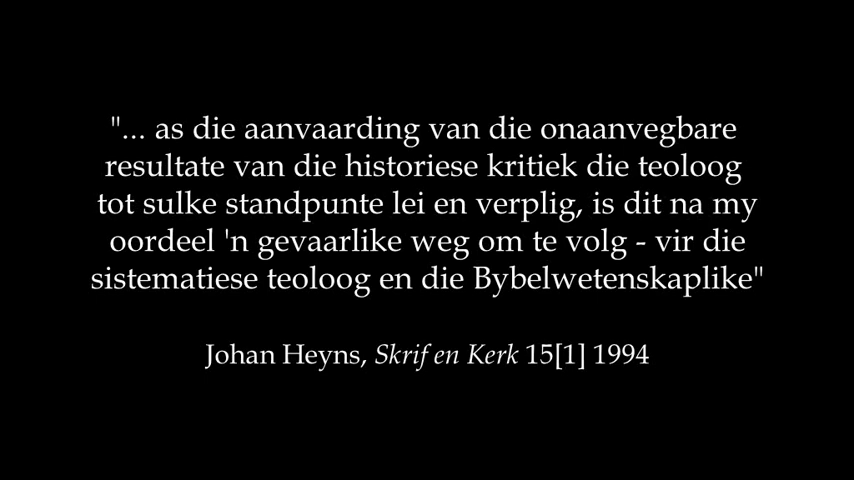 "... as die aanvaarding van die onaanvegbare
resultate van die historiese kritiek die teoloog
tot sulke standpunte lei en verplig, is dit na my
oordeel 'n gevaarlike weg om te volg - vir die
sistematiese teoloog en die Bybelwetenskaplike"
Johan Heyns, Skrif en Kerk 15[1] 1994